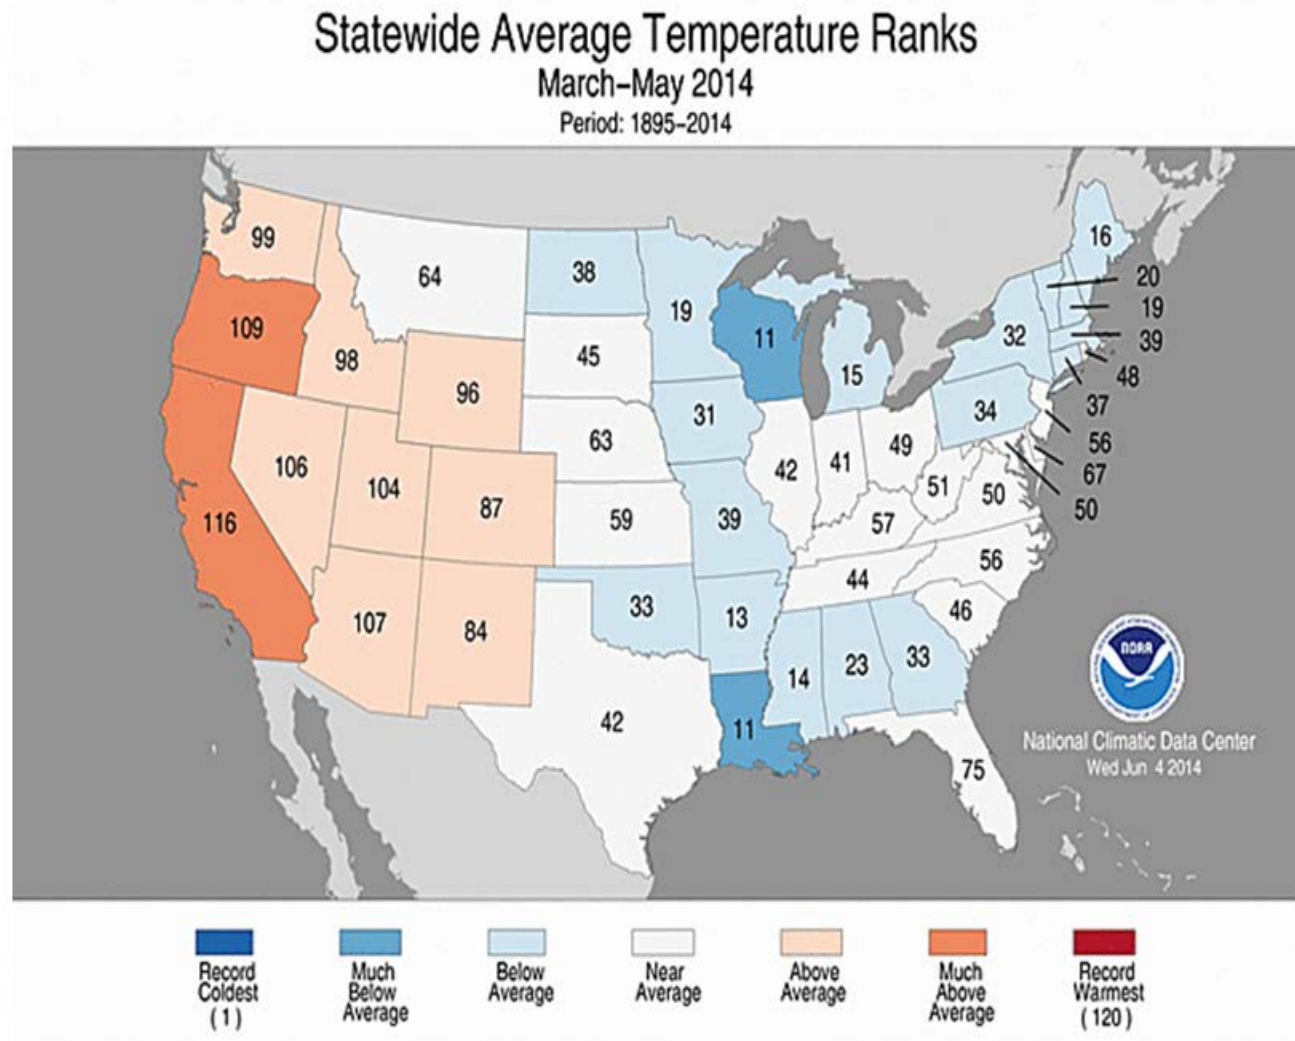 Statewide Average Temperature Ranks
March–May 2014
Period: 1895–2014
99
64
38
19
11
16
20
19
39
48
37
56
67
50
109
98
96
45
31
15
32
34
116
106
104
87
63
59
39
42
41
49
51
50
57
56
44
46
107
84
33
13
14
23
33
42
11
75
NOAA
National Climatic Data Center
Wed Jun 4 2014
Record
Coldest
(1)
Much
Below
Average
Below
Average
Near
Average
Above
Average
Much
Above
Average
Record
Warmest
(120)